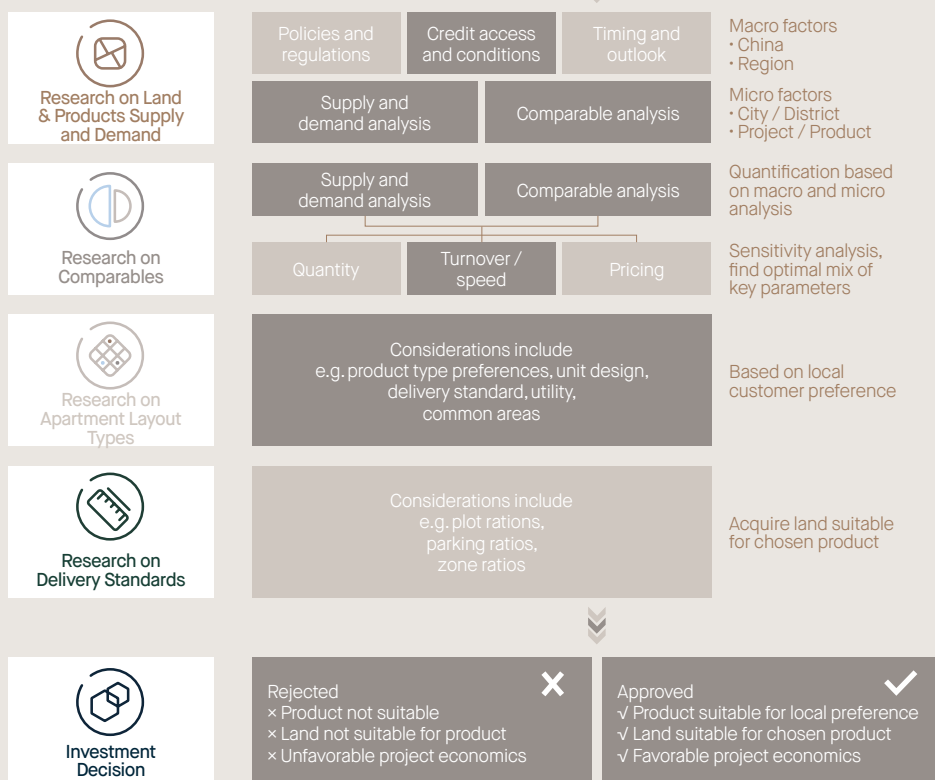 Research on Land
& Products Supply
and Demand
Policies and
regulations
Credit access
and conditions
Timing and
outlook
Macro factors
• China
• Region
Supply and
demand analysis
Comparable analysis
Micro factors
• City / District
• Project / Product
Research on
Comparables
Supply and
demand analysis
Comparable analysis
Quantification based
on macro and micro
analysis
Quantity
Turnover /
speed
Pricing
Sensitivity analysis,
find optimal mix of
key parameters
Research on
Apartment Layout
Types
Considerations include
e.g. product type preferences, unit design,
delivery standard, utility,
common areas
Based on local
customer preference
Research on
Delivery Standards
Considerations include
e.g. plot rations,
parking ratios,
zone ratios
Acquire land suitable
for chosen product
Investment
Decision
Rejected
× Product not suitable
× Land not suitable for product
× Unfavorable project economics
Approved
√ Product suitable for local preference
√ Land suitable for chosen product
√ Favorable project economics